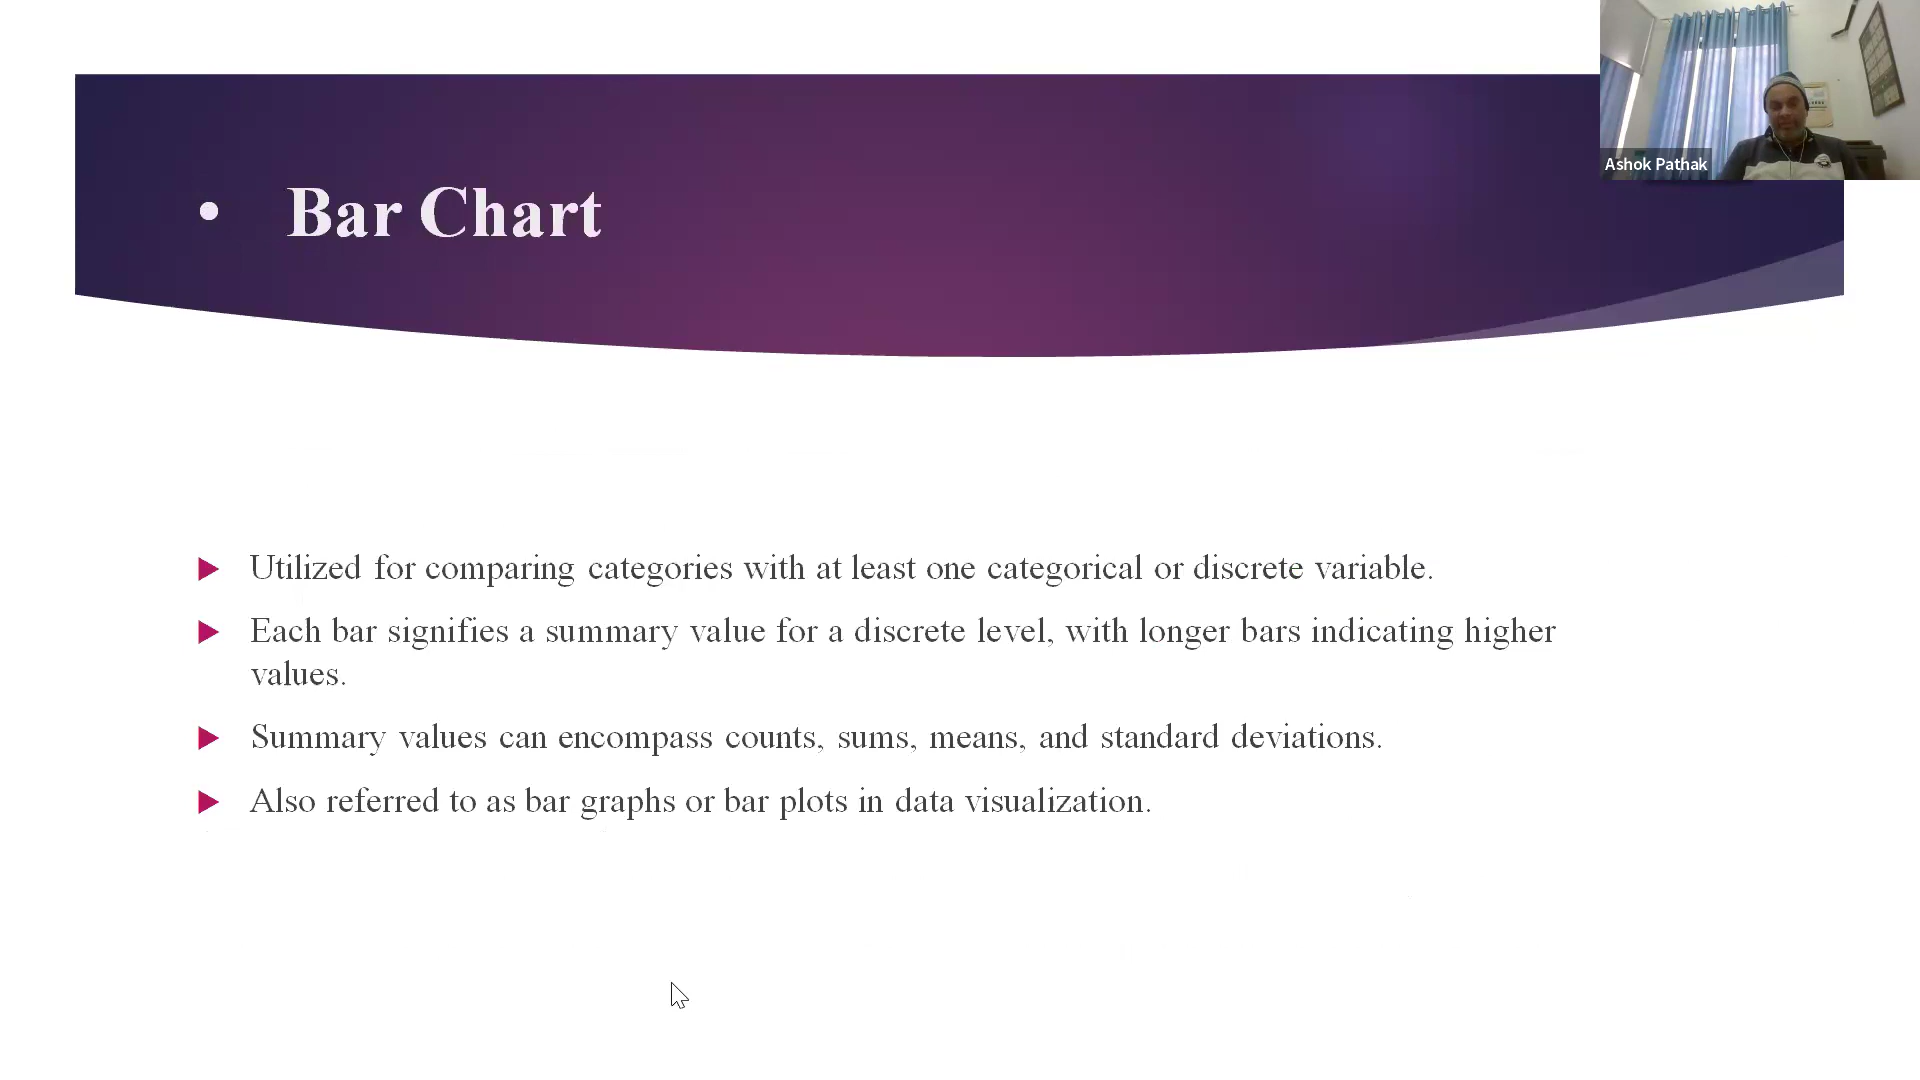 Ashok Pathak
• Bar Chart
Utilized for comparing categories with at least one categorical or discrete variable.
Each bar signifies a summary value for a discrete level, with longer bars indicating higher
values.
Summary values can encompass counts, sums, means, and standard deviations.
Also referred to as bar graphs or bar plots in data visualization.